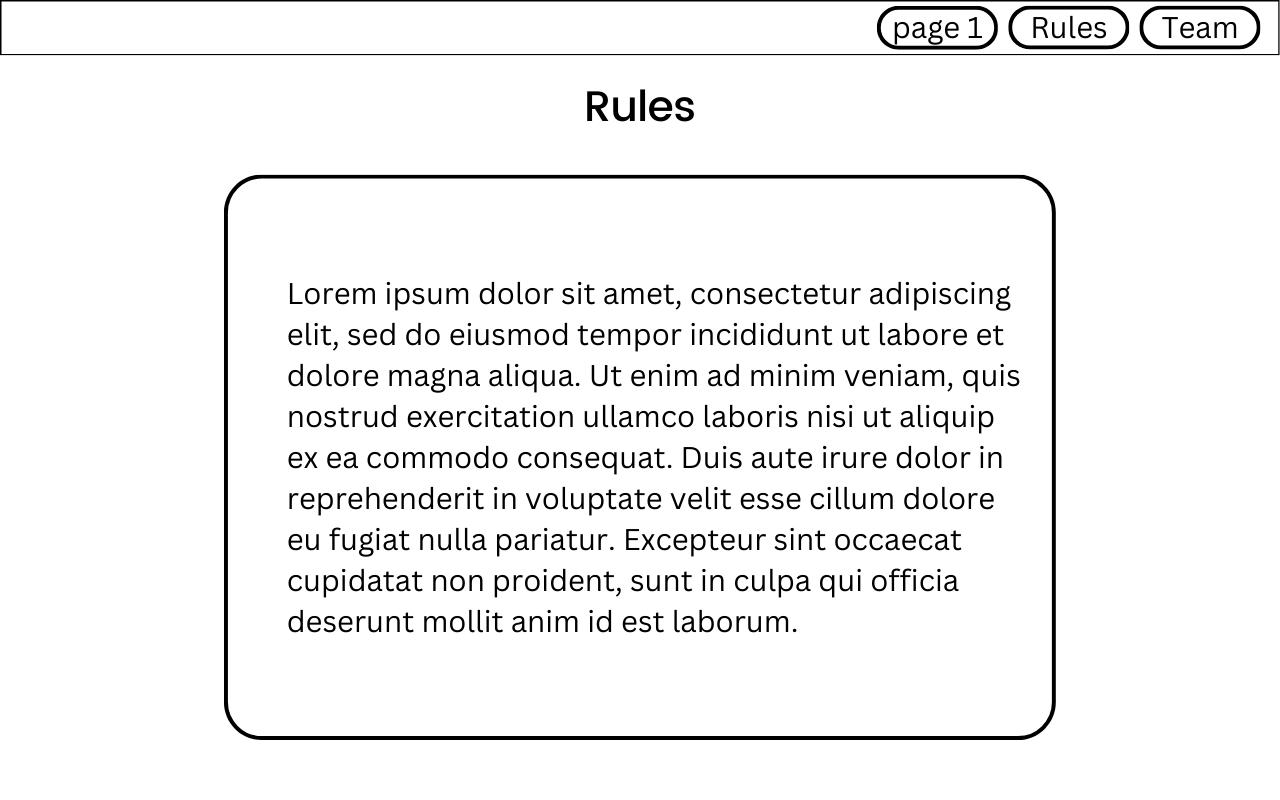 page 1 Rules Team
Rules
Lorem ipsum dolor sit amet, consectetur adipiscing
elit, sed do eiusmod tempor incididunt ut labore et
dolore magna aliqua. Ut enim ad minim veniam, quis
nostrud exercitation ullamco laboris nisi ut aliquip
ex ea commodo consequat. Duis aute irure dolor in
reprehenderit in voluptate velit esse cillum dolore
eu fugiat nulla pariatur. Excepteur sint occaecat
cupidatat non proident, sunt in culpa qui officia
deserunt mollit anim id est laborum.